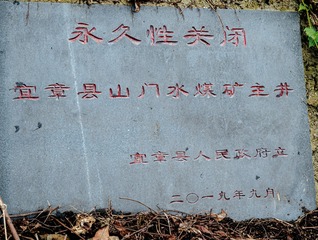 永久性关闭
宜章县山门水煤矿主井
宜章县人民政府立
二〇一九年九月